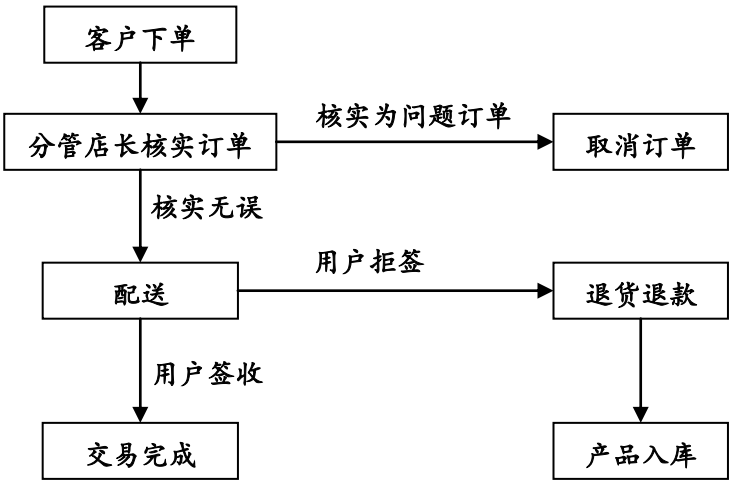 客户下单
分管店长核实订单
核实为问题订单
取消订单
核实无误
配送
用户拒签
退货退款
用户签收
交易完成
产品入库